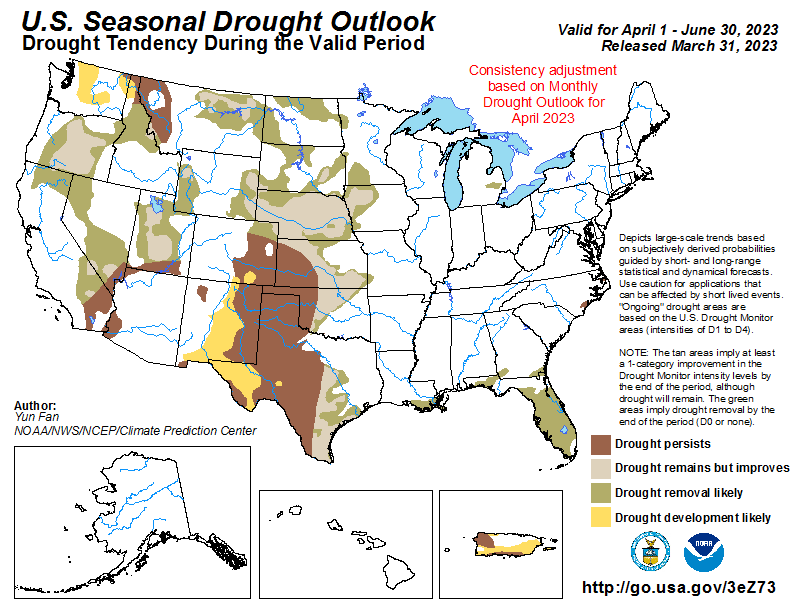 U.S. Seasonal Drought Outlook
Drought Tendency During the Valid Period
Valid for April 1 - June 30, 2023
Released March 31, 2023
Consistency adjustment
based on Monthly
Drought Outlook for
April 2023
Depicts large-scale trends based
on subjectively derived probabilities
guided by short- and long-range
statistical and dynamical forecasts.
Use caution for applications that
can be affected by short lived events.
"Ongoing" drought areas are
based on the U.S. Drought Monitor
areas (intensities of D1 to D4).
NOTE: The tan areas imply at least
a 1-category improvement in the
Drought Monitor intensity levels by
the end of the period, although
drought will remain. The green
areas imply drought removal by the
end of the period (D0 or none).
Author:
Yun Fan
NOAA/NWS/NCEP/Climate Prediction Center
Drought persists
Drought remains but improves
Drought removal likely
Drought development likely
NOAA
http://go.usa.gov/3eZ73